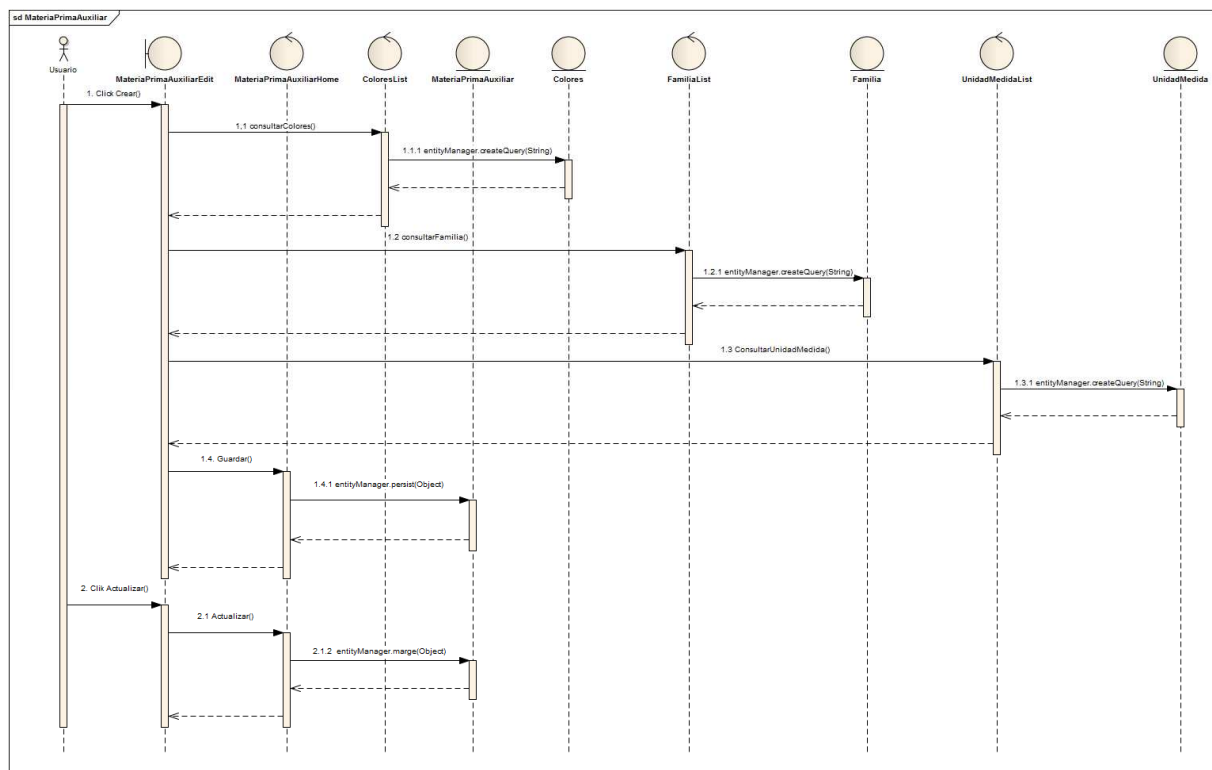 sd MateriaPrimaAuxiliar
Usuario
MateriaPrimaAuxiliarEdit
MateriaPrimaAuxiliarHome
ColoresList
MateriaPrimaAuxiliar
Colores
FamiliaList
Familia
UnidadMedidaList
UnidadMedida
1. Click Crear()
1.1 consultarColores()
1.1.1 entityManager.createQuery(String)
1.2 consultarFamilia()
1.2.1 entityManager.createQuery(String)
1.3 ConsultarUnidadMedida()
1.3.1 entityManager.createQuery(String)
1.4. Guardar()
1.4.1 entityManager.persist(Object)
2. Clik Actualizar()
2.1 Actualizar()
2.1.2 entityManager.marge(Object)